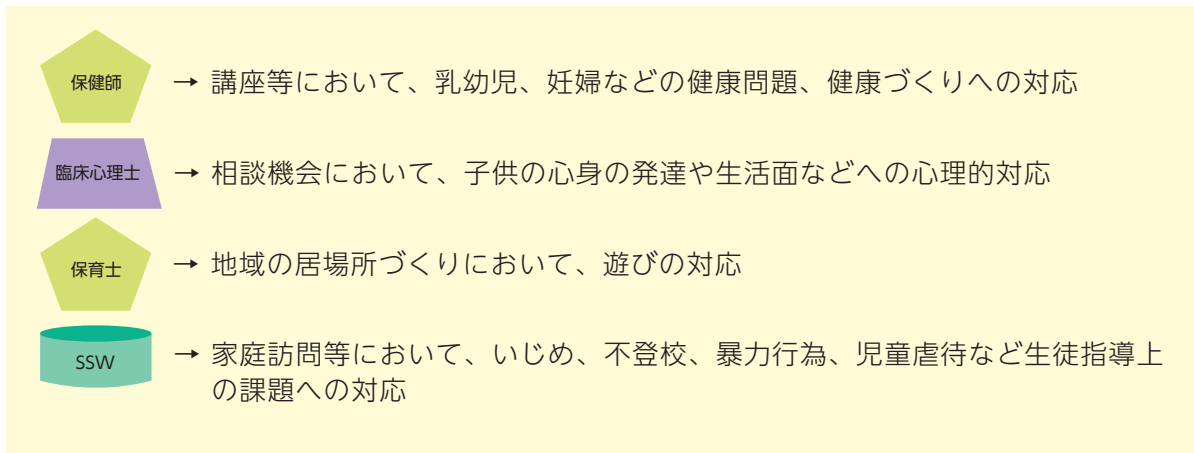 保健師 → 講座等において、乳幼児、妊婦などの健康問題、健康づくりへの対応
臨床心理士 → 相談機会において、子供の心身の発達や生活面などへの心理的対応
保育士 → 地域の居場所づくりにおいて、遊びの対応
SSW → 家庭訪問等において、いじめ、不登校、暴力行為、児童虐待など生徒指導上
の課題への対応